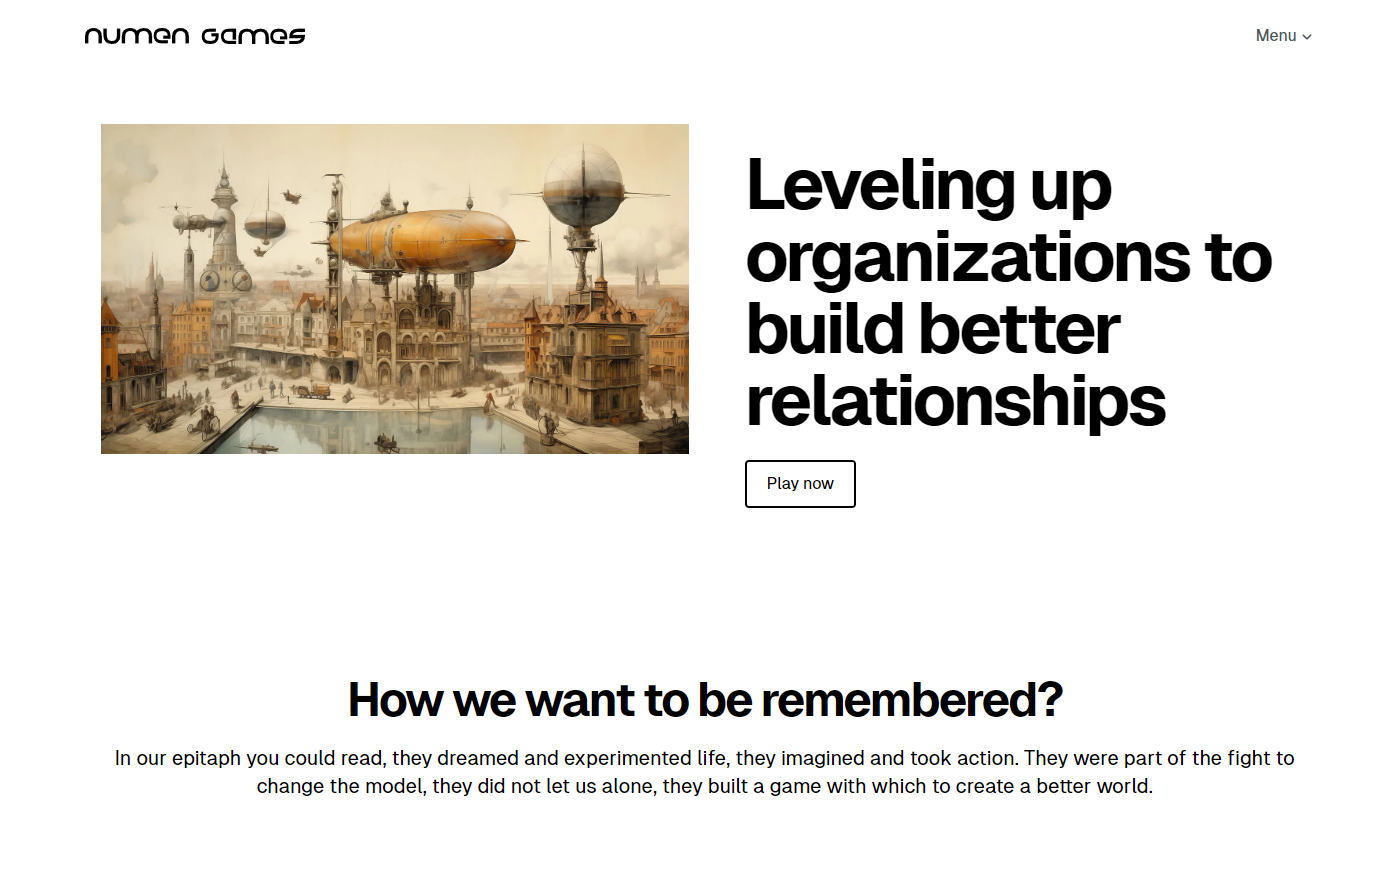 numen games
Menu
Leveling up
organizations to
build better
relationships
Play now
How we want to be remembered?
In our epitaph you could read, they dreamed and experimented life, they imagined and took action. They were part of the fight to
change the model, they did not let us alone, they built a game with which to create a better world.